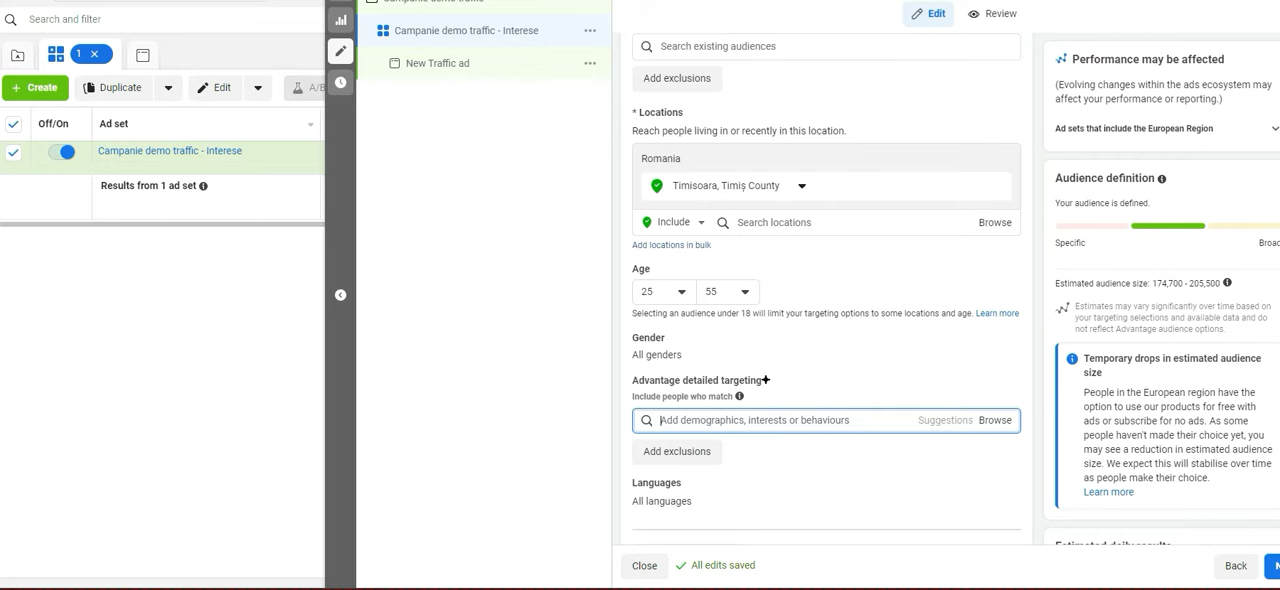 Search and filter
1
Create
Duplicate
Edit
Off/On
Ad set
Campanie demo traffic - Interese
Results from 1 ad set
Campanie demo traffic - Interese
New Traffic ad
Edit
Review
Search existing audiences
Add exclusions
* Locations
Reach people living in or recently in this location.
Romania
Timisoara, Timiș County
Include
Search locations
Browse
Add locations in bulk
Age
25
55
Selecting an audience under 18 will limit your targeting options to some locations and age. Learn more
Gender
All genders
Advantage detailed targeting
Include people who match
Add demographics, interests or behaviours
Suggestions
Browse
Add exclusions
Languages
All languages
Close
All edits saved
Back
Performance may be affected
(Evolving changes within the ads ecosystem may
affect your performance or reporting.)
Ad sets that include the European Region
Audience definition
Your audience is defined.
Specific
Estimated audience size: 174,700 - 205,500
Estimates may vary significantly over time based on
your targeting selections and available data and do
not reflect Advantage audience options.
Temporary drops in estimated audience
size
People in the European region have the
option to use our products for free with
ads or subscribe for no ads. As some
people haven't made their choice yet, you
may see a reduction in estimated audience
size. We expect this will stabilise over time
as people make their choice.
Learn more